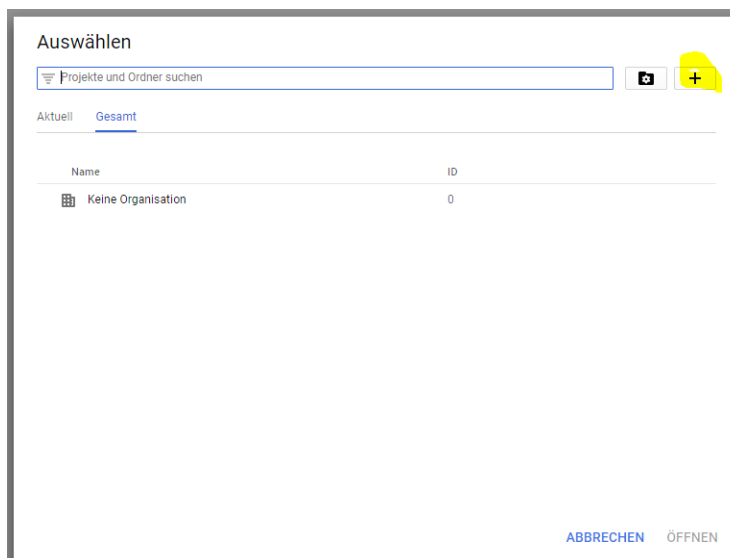 Auswählen
Projekte und Ordner suchen
Aktuell Gesamt
Name ID
Keine Organisation 0
ABBRECHEN ÖFFNEN